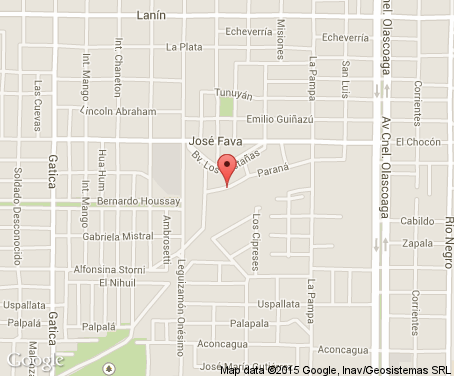 Lanín
Echeverría
Misiones
Echeverría
Av Cnel. Olascoaga
Olascoaga
La Plata
Int. Chaneton
Int. Mango
Las Cuevas
La Pampa
San Luis
Corrientes
Tunuyán
Lincoln Abraham
Emilio Guiñazú
José Fava
El Chocón
Bv. Los
Paraná
Gatica
Hua Hum
Int. Mango
Soldado Desconocido
Bernardo Houssay
Ambrosetti
Gabriela Mistral
Los Cipreses
Cabildo
Zapala
Río Negro
Alfonsina Storni
El Nihuil
Leguizamón Onésimo
La Pampa
Uspallata
Uspallata
Palpalá
Palpalá
Palapala
Gatica
Corrientes
Aconcagua
Aconcagua
José María Gutiérrez
Google
Map data ©2015 Google, Inav/Geosistemas SRL